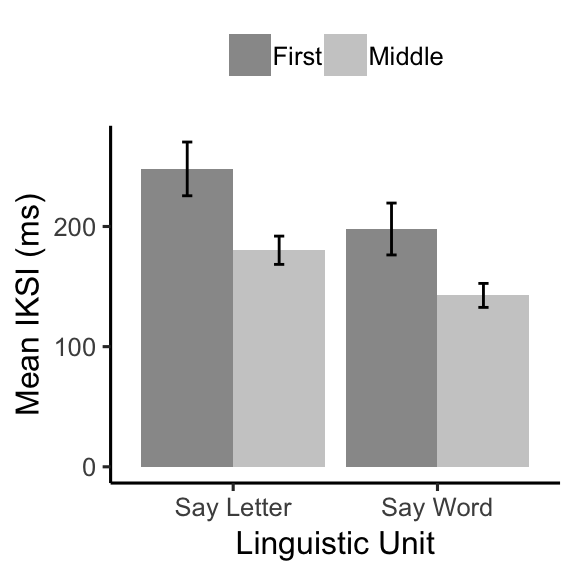 First Middle
Mean IKSI (ms)
200
100
0
Say Letter Say Word
Linguistic Unit